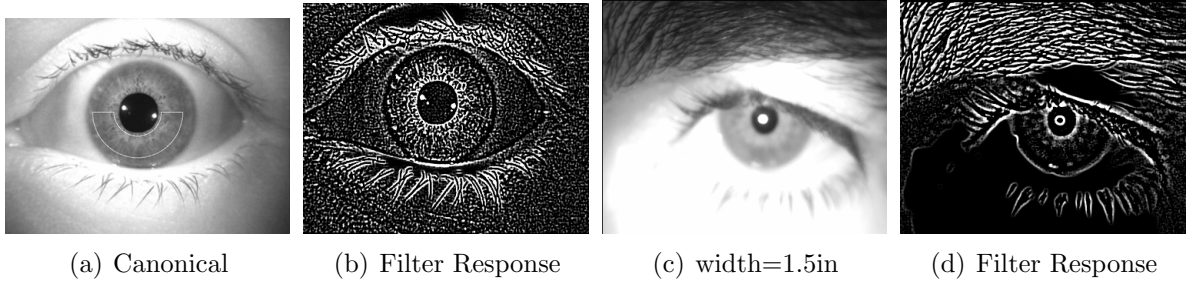 (a) Canonical
(b) Filter Response
(c) width=1.5in
(d) Filter Response